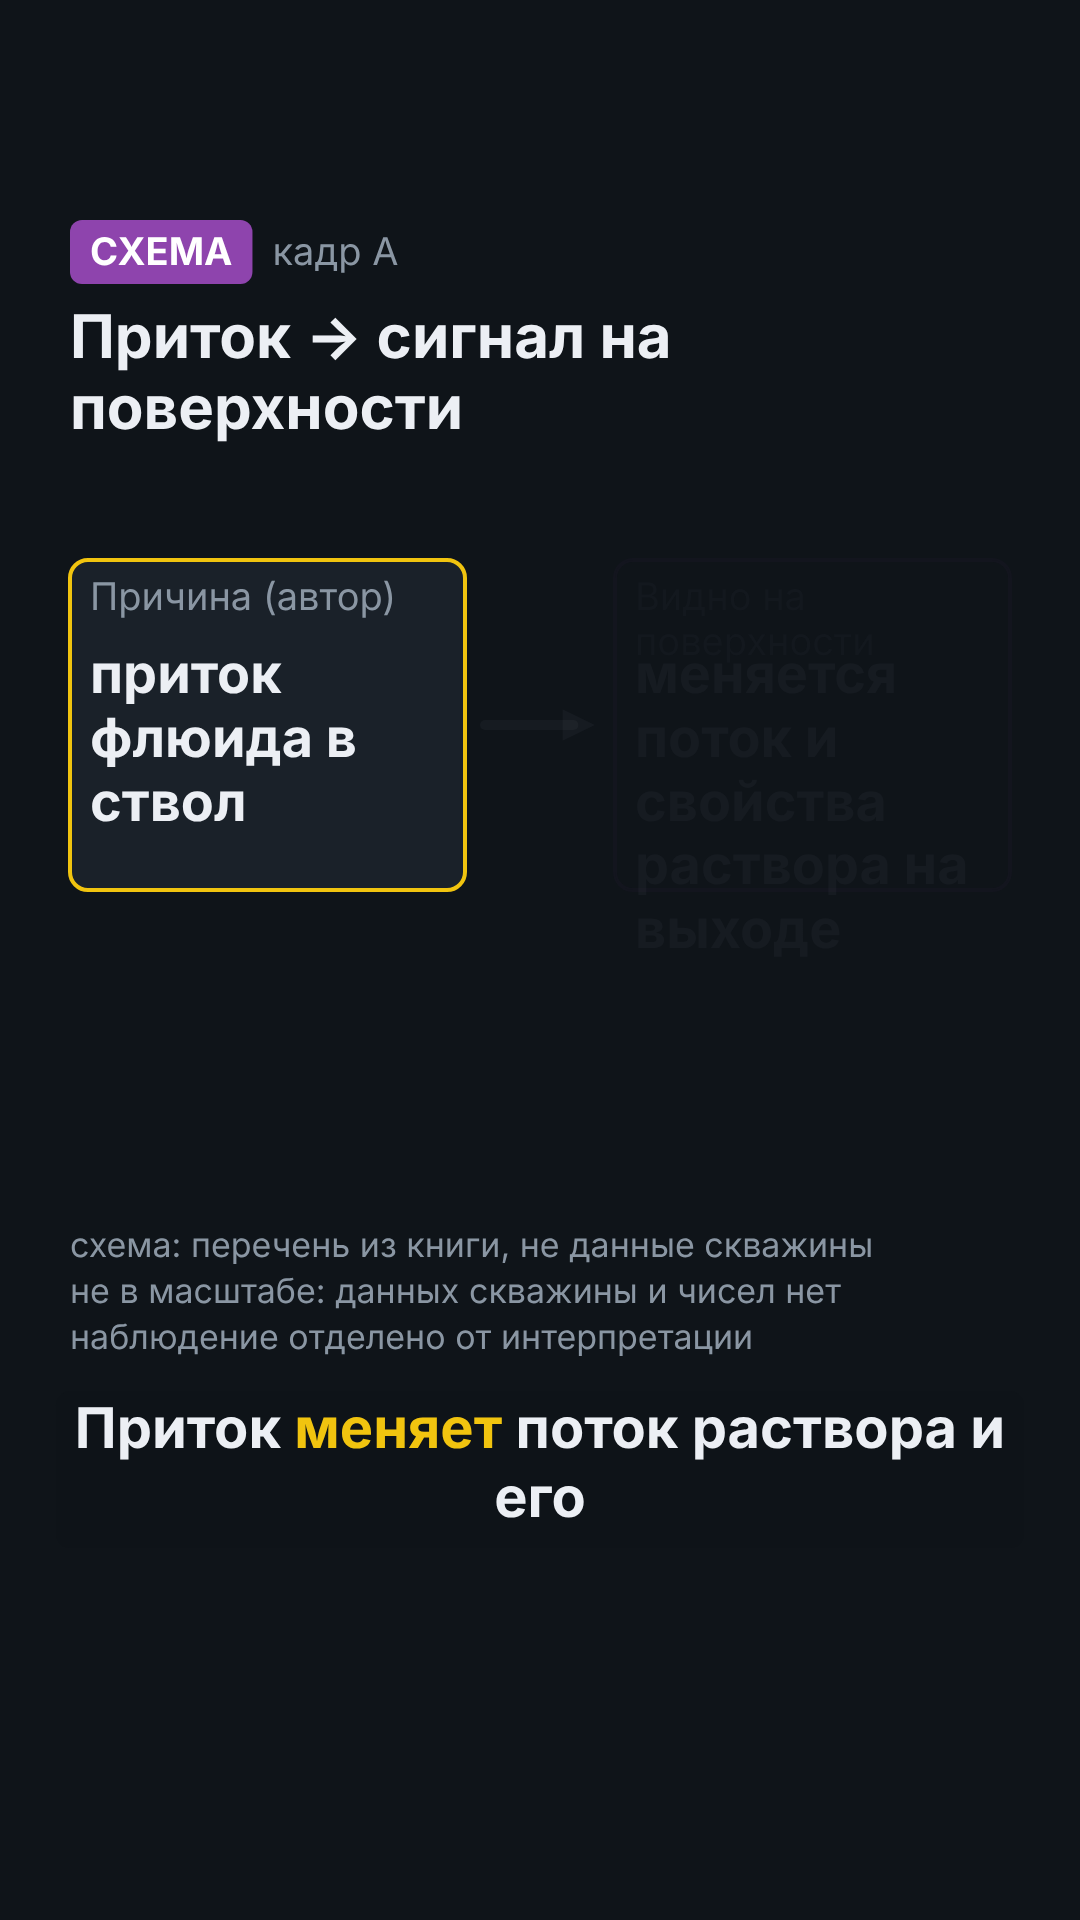 СХЕМА кадр А
Приток → сигнал на
поверхности
Причина (автор)
приток
флюида в
ствол
Видно на
поверхности
меняется
поток и
свойства
раствора на
выходе
схема: перечень из книги, не данные скважины
не в масштабе: данных скважины и чисел нет
наблюдение отделено от интерпретации
Приток меняет поток раствора и
его